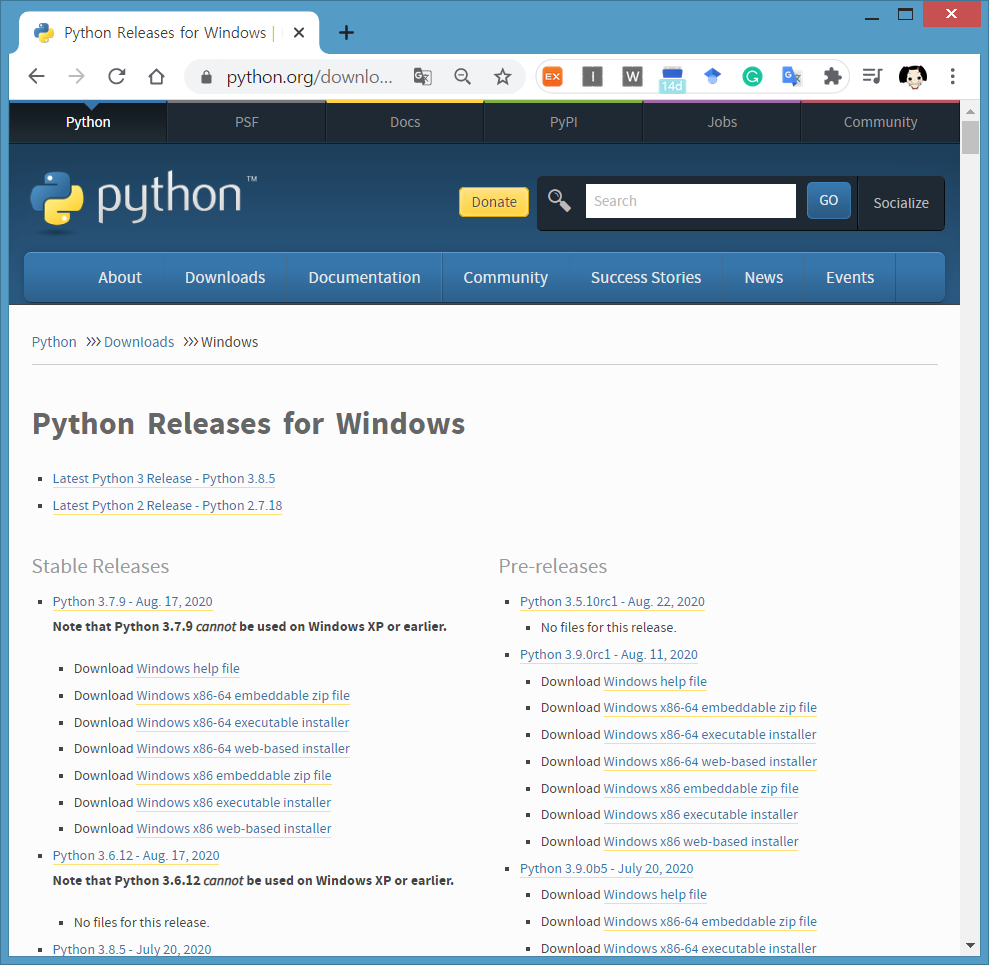 Python Releases for Windows |
python.org/downlo...
EX
I
W
14d
G
Python PSF Docs PyPI Jobs Community
python™
Donate
Search
GO
Socialize
About Downloads Documentation Community Success Stories News Events
Python >>> Downloads >>> Windows
Python Releases for Windows
Latest Python 3 Release - Python 3.8.5
Latest Python 2 Release - Python 2.7.18
Stable Releases
Python 3.7.9 - Aug. 17, 2020
Note that Python 3.7.9 cannot be used on Windows XP or earlier.
Download Windows help file
Download Windows x86-64 embeddable zip file
Download Windows x86-64 executable installer
Download Windows x86-64 web-based installer
Download Windows x86 embeddable zip file
Download Windows x86 executable installer
Download Windows x86 web-based installer
Python 3.6.12 - Aug. 17, 2020
Note that Python 3.6.12 cannot be used on Windows XP or earlier.
No files for this release.
Python 3.8.5 - July 20, 2020
Pre-releases
Python 3.5.10rc1 - Aug. 22, 2020
No files for this release.
Python 3.9.0rc1 - Aug. 11, 2020
Download Windows help file
Download Windows x86-64 embeddable zip file
Download Windows x86-64 executable installer
Download Windows x86-64 web-based installer
Download Windows x86 embeddable zip file
Download Windows x86 executable installer
Download Windows x86 web-based installer
Python 3.9.0b5 - July 20, 2020
Download Windows help file
Download Windows x86-64 embeddable zip file
Download Windows x86-64 executable installer